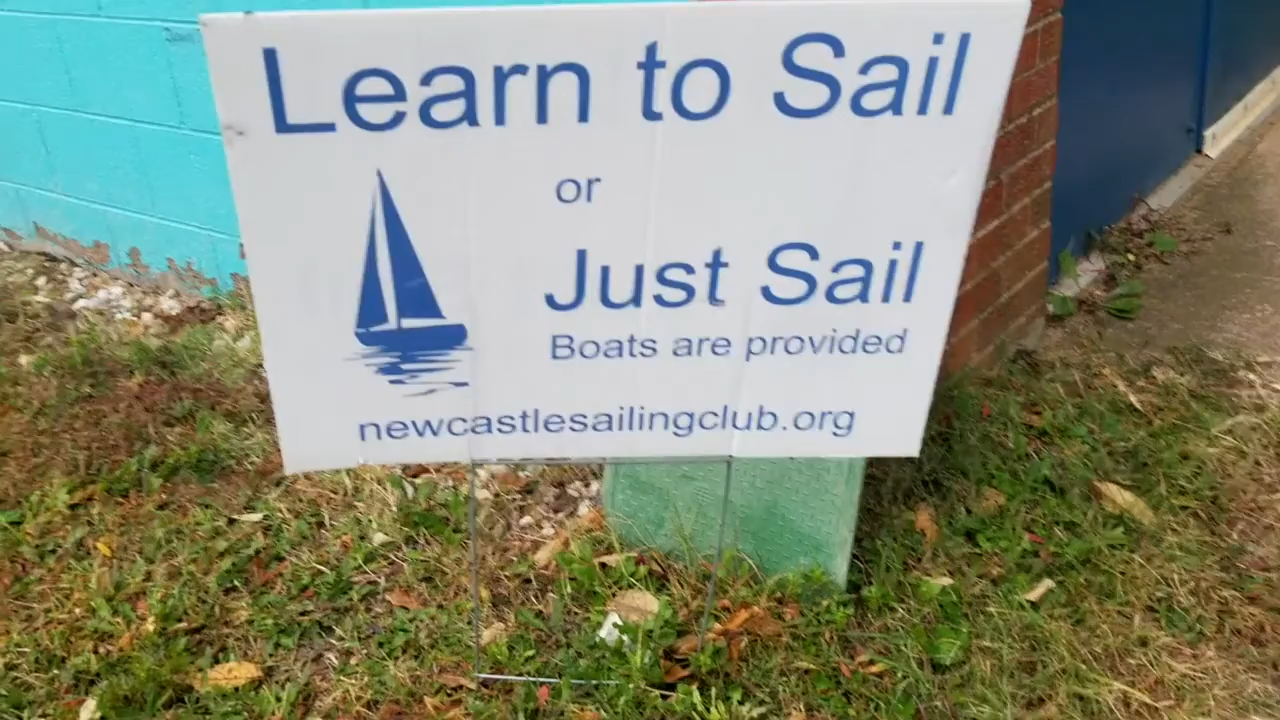 Learn to Sail
or
Just Sail
Boats are provided
newcastlesailingclub.org